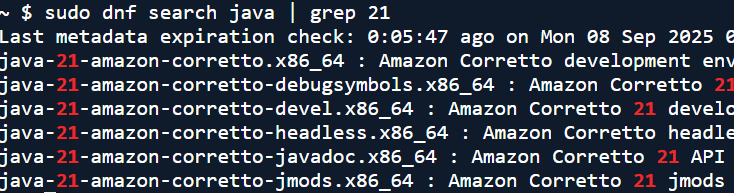 ~ $ sudo dnf search java | grep 21
Last metadata expiration check: 0:05:47 ago on Mon 08 Sep 2025 0
java-21-amazon-corretto.x86_64 : Amazon Corretto development env
java-21-amazon-corretto-debugsymbols.x86_64 : Amazon Corretto 21
java-21-amazon-corretto-devel.x86_64 : Amazon Corretto 21 develo
java-21-amazon-corretto-headless.x86_64 : Amazon Corretto headle
java-21-amazon-corretto-javadoc.x86_64 : Amazon Corretto 21 API
java-21-amazon-corretto-jmods.x86_64 : Amazon Corretto 21 jmods